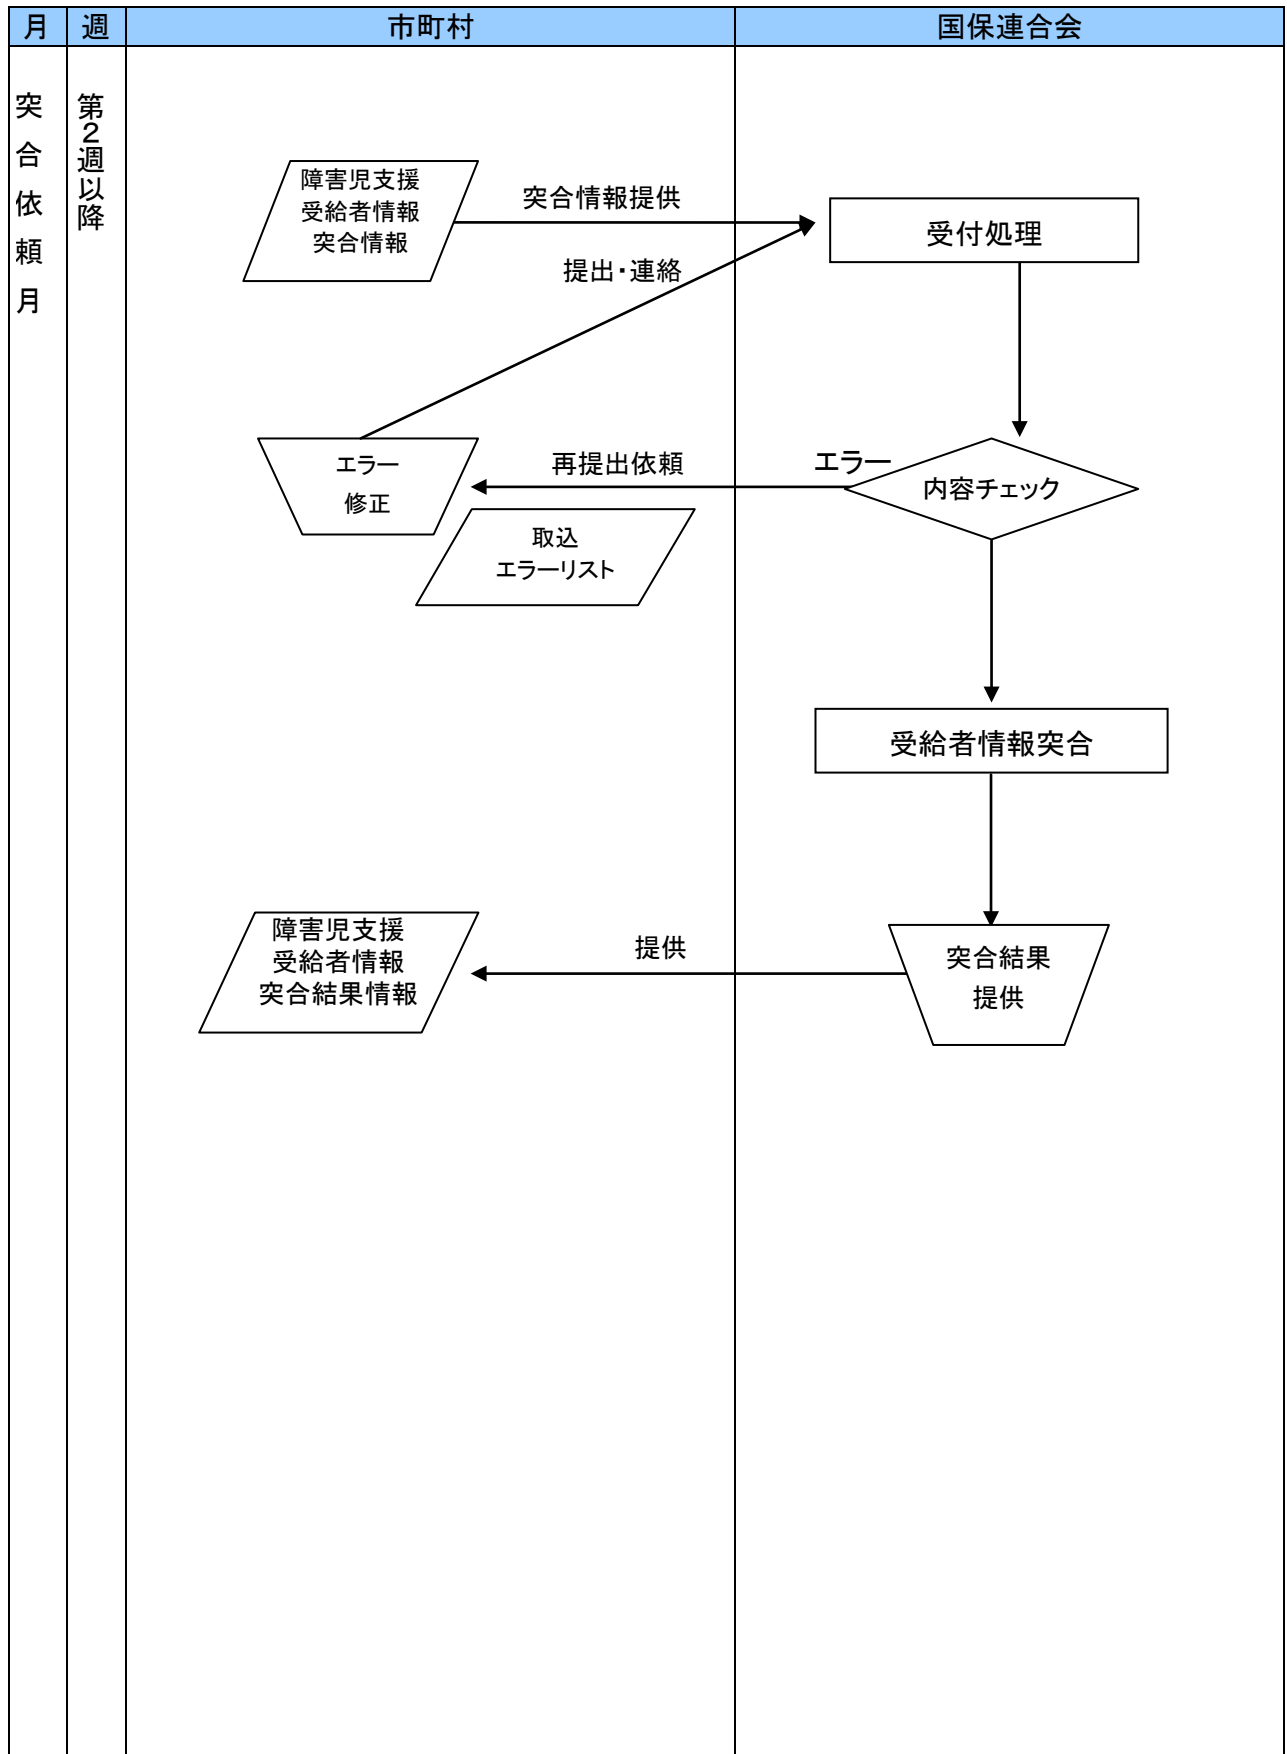 月
週
市町村
国保連合会
突合依頼月
第2週以降
障害児支援
受給者情報
突合情報
突合情報提供
受付処理
提出・連絡
エラー
修正
再提出依頼
エラー
内容チェック
取込
エラーリスト
受給者情報突合
障害児支援
受給者情報
突合結果情報
提供
突合結果
提供